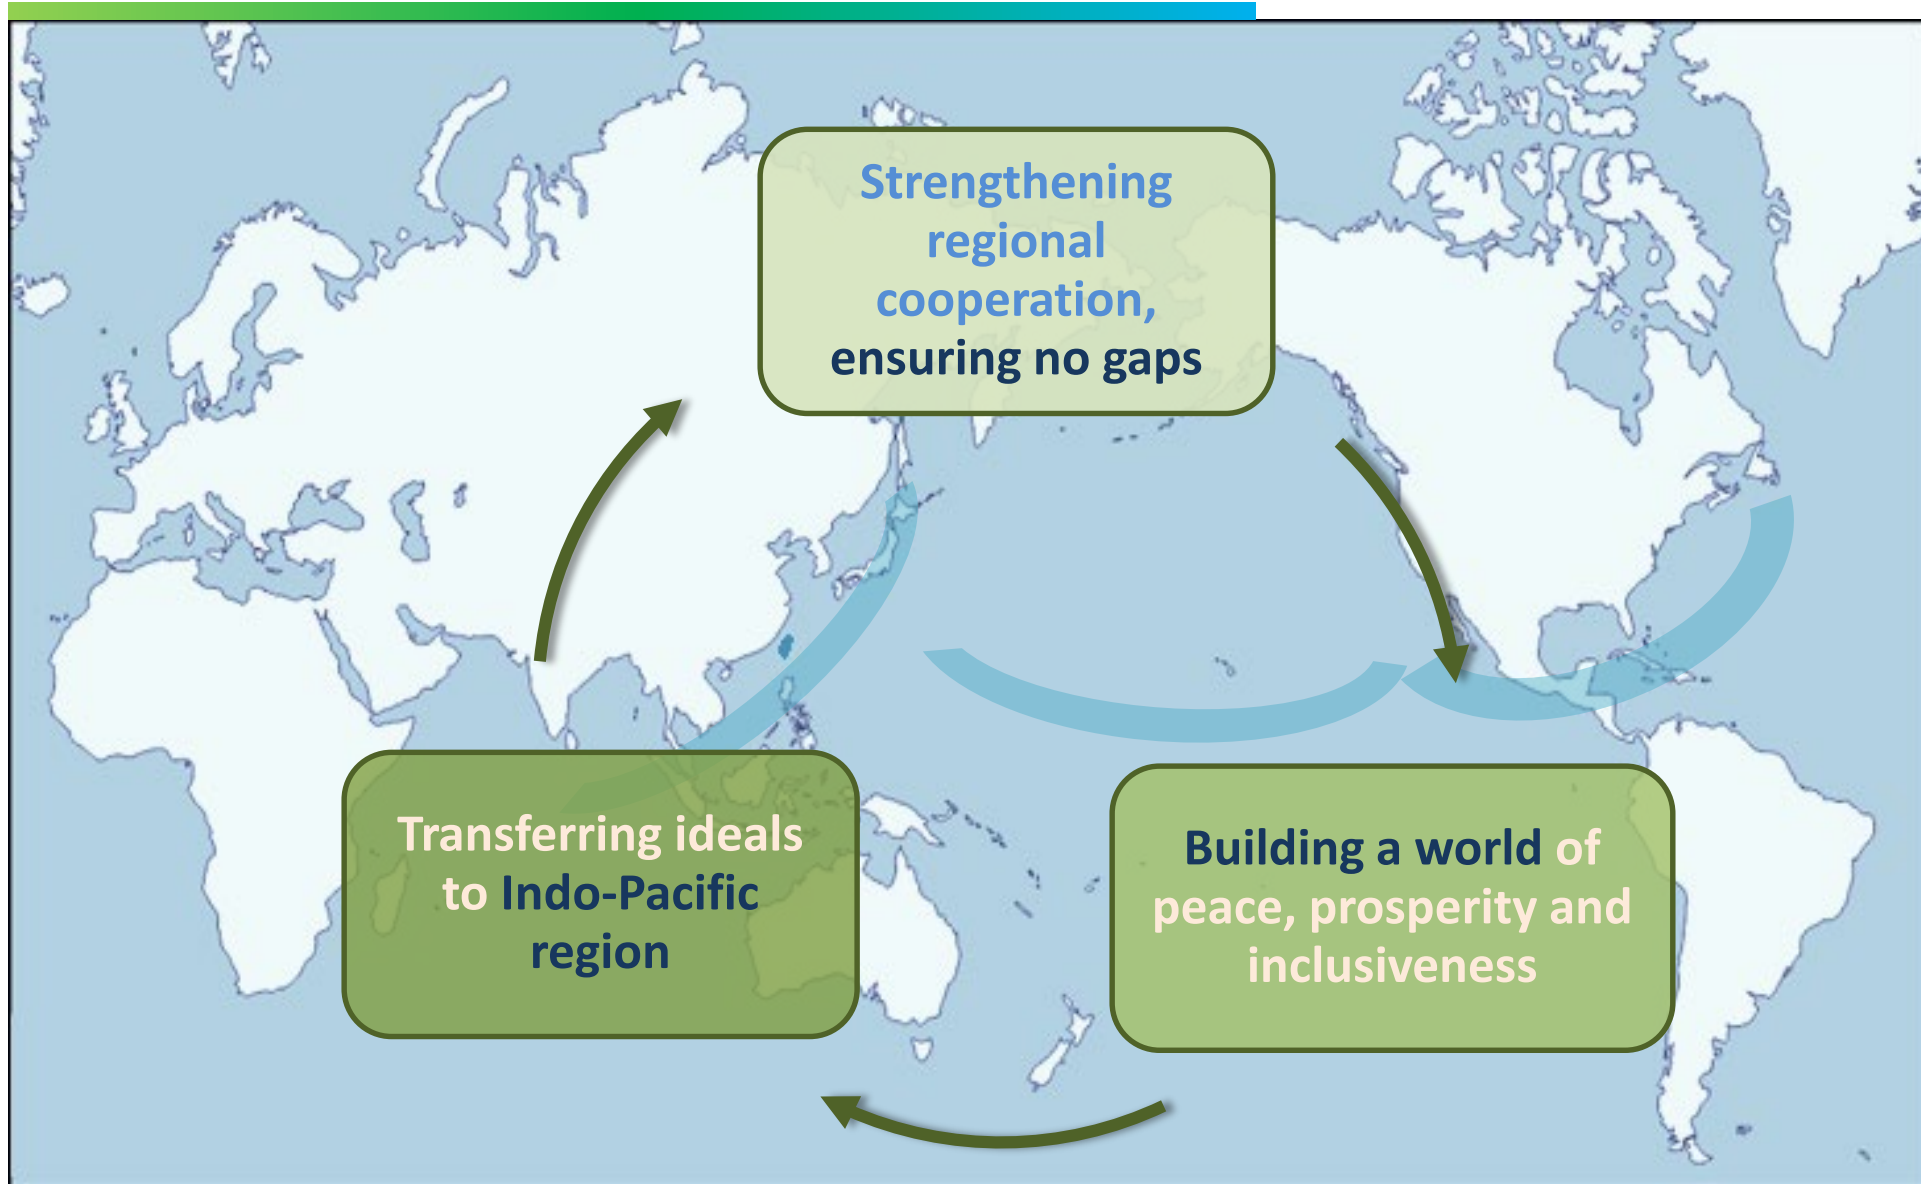 Strengthening
regional
cooperation,
ensuring no gaps
Transferring ideals
to Indo-Pacific
region
Building a world of
peace, prosperity and
inclusiveness